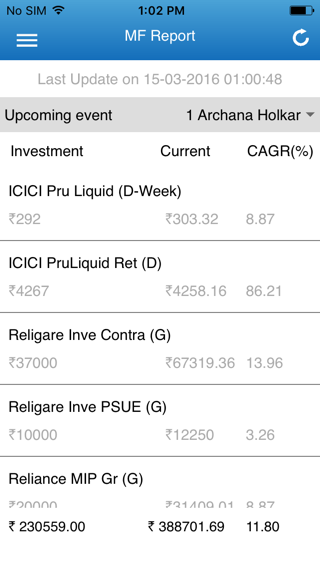 No SIM 1:02 PM
MF Report
Last Update on 15-03-2016 01:00:48
Upcoming event 1 Archana Holkar
Investment Current CAGR(%)
ICICI Pru Liquid (D-Week)
₹292 ₹303.32 8.87
ICICI PruLiquid Ret (D)
₹4267 ₹4258.16 86.21
Religare Inve Contra (G)
₹37000 ₹67319.36 13.96
Religare Inve PSUE (G)
₹10000 ₹12250 3.26
Reliance MIP Gr (G)
₹20000 ₹31409.01 8.87
₹ 230559.00 ₹ 388701.69 11.80